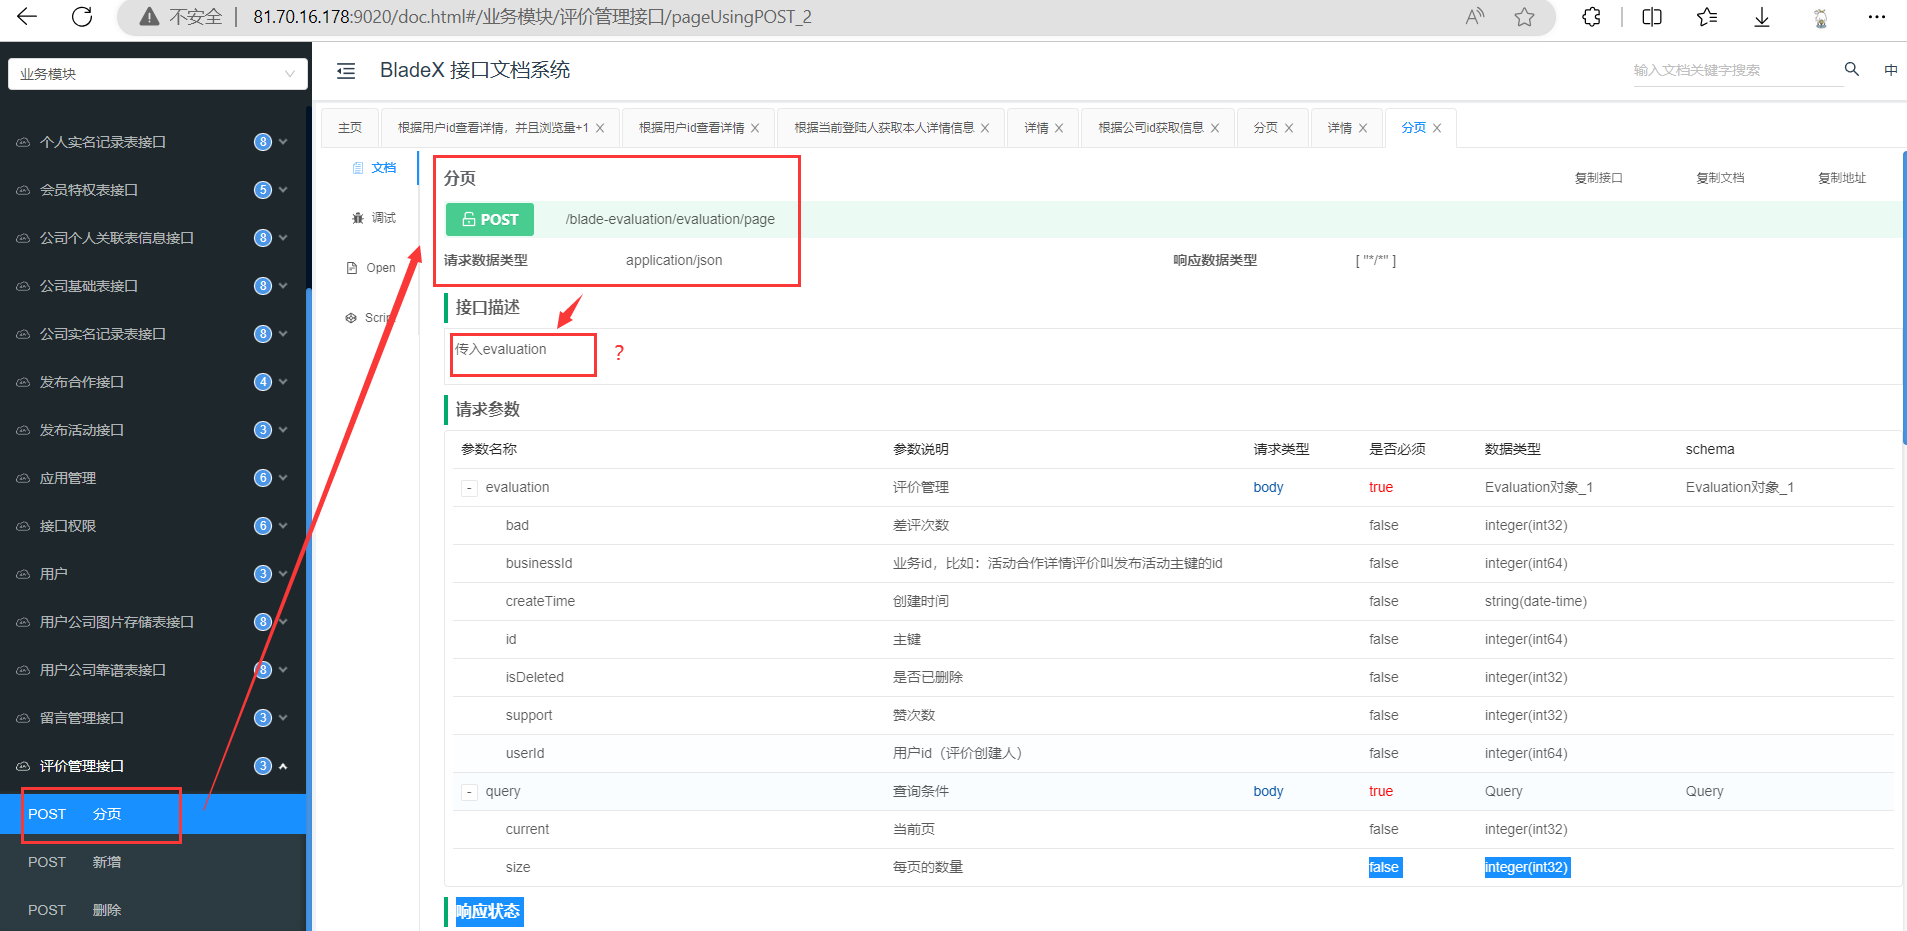 不安全 81.70.16.178:9020/doc.html#/业务模块/评价管理接口/pageUsingPOST_2
业务模块
BladeX 接口文档系统
输入文档关键字搜索
中
个人实名记录表接口 8
会员特权表接口 5
公司个人关联表信息接口 8
公司基础表接口 8
公司实名记录表接口 8
发布合作接口 4
发布活动接口 3
应用管理 6
接口权限 6
用户 3
用户公司图片存储表接口 8
用户公司靠谱表接口 8
留言管理接口 3
评价管理接口 3
POST 分页
POST 新增
POST 删除
主页 根据用户id查看详情，并且浏览量+1 根据用户id查看详情 根据当前登陆人获取本人详情信息 详情 根据公司id获取信息 分页 详情 分页
文档
调试
Open
Scrip
分页
复制接口 复制文档 复制地址
POST /blade-evaluation/evaluation/page
请求数据类型 application/json 响应数据类型 [ "*/*" ]
接口描述
传入evaluation ?
请求参数
参数名称 参数说明 请求类型 是否必须 数据类型 schema
- evaluation 评价管理 body true Evaluation对象_1 Evaluation对象_1
bad 差评次数 false integer(int32)
businessId 业务id，比如：活动合作详情评价叫发布活动主键的id false integer(int64)
createTime 创建时间 false string(date-time)
id 主键 false integer(int64)
isDeleted 是否已删除 false integer(int32)
support 赞次数 false integer(int32)
userId 用户id（评价创建人） false integer(int64)
- query 查询条件 body true Query Query
current 当前页 false integer(int32)
size 每页的数量 false integer(int32)
响应状态